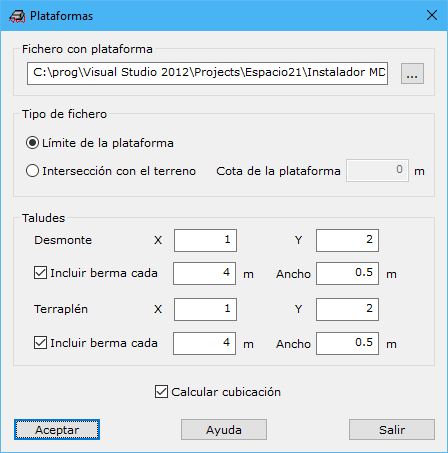 Plataformas
Fichero con plataforma
C:\prog\Visual Studio 2012\Projects\Espacio21\Instalador MD
...
Tipo de fichero
Límite de la plataforma
Intersección con el terreno Cota de la plataforma 0 m
Taludes
Desmonte X 1 Y 2
Incluir berma cada 4 m Ancho 0.5 m
Terraplén X 1 Y 2
Incluir berma cada 4 m Ancho 0.5 m
Calcular cubicación
Aceptar Ayuda Salir